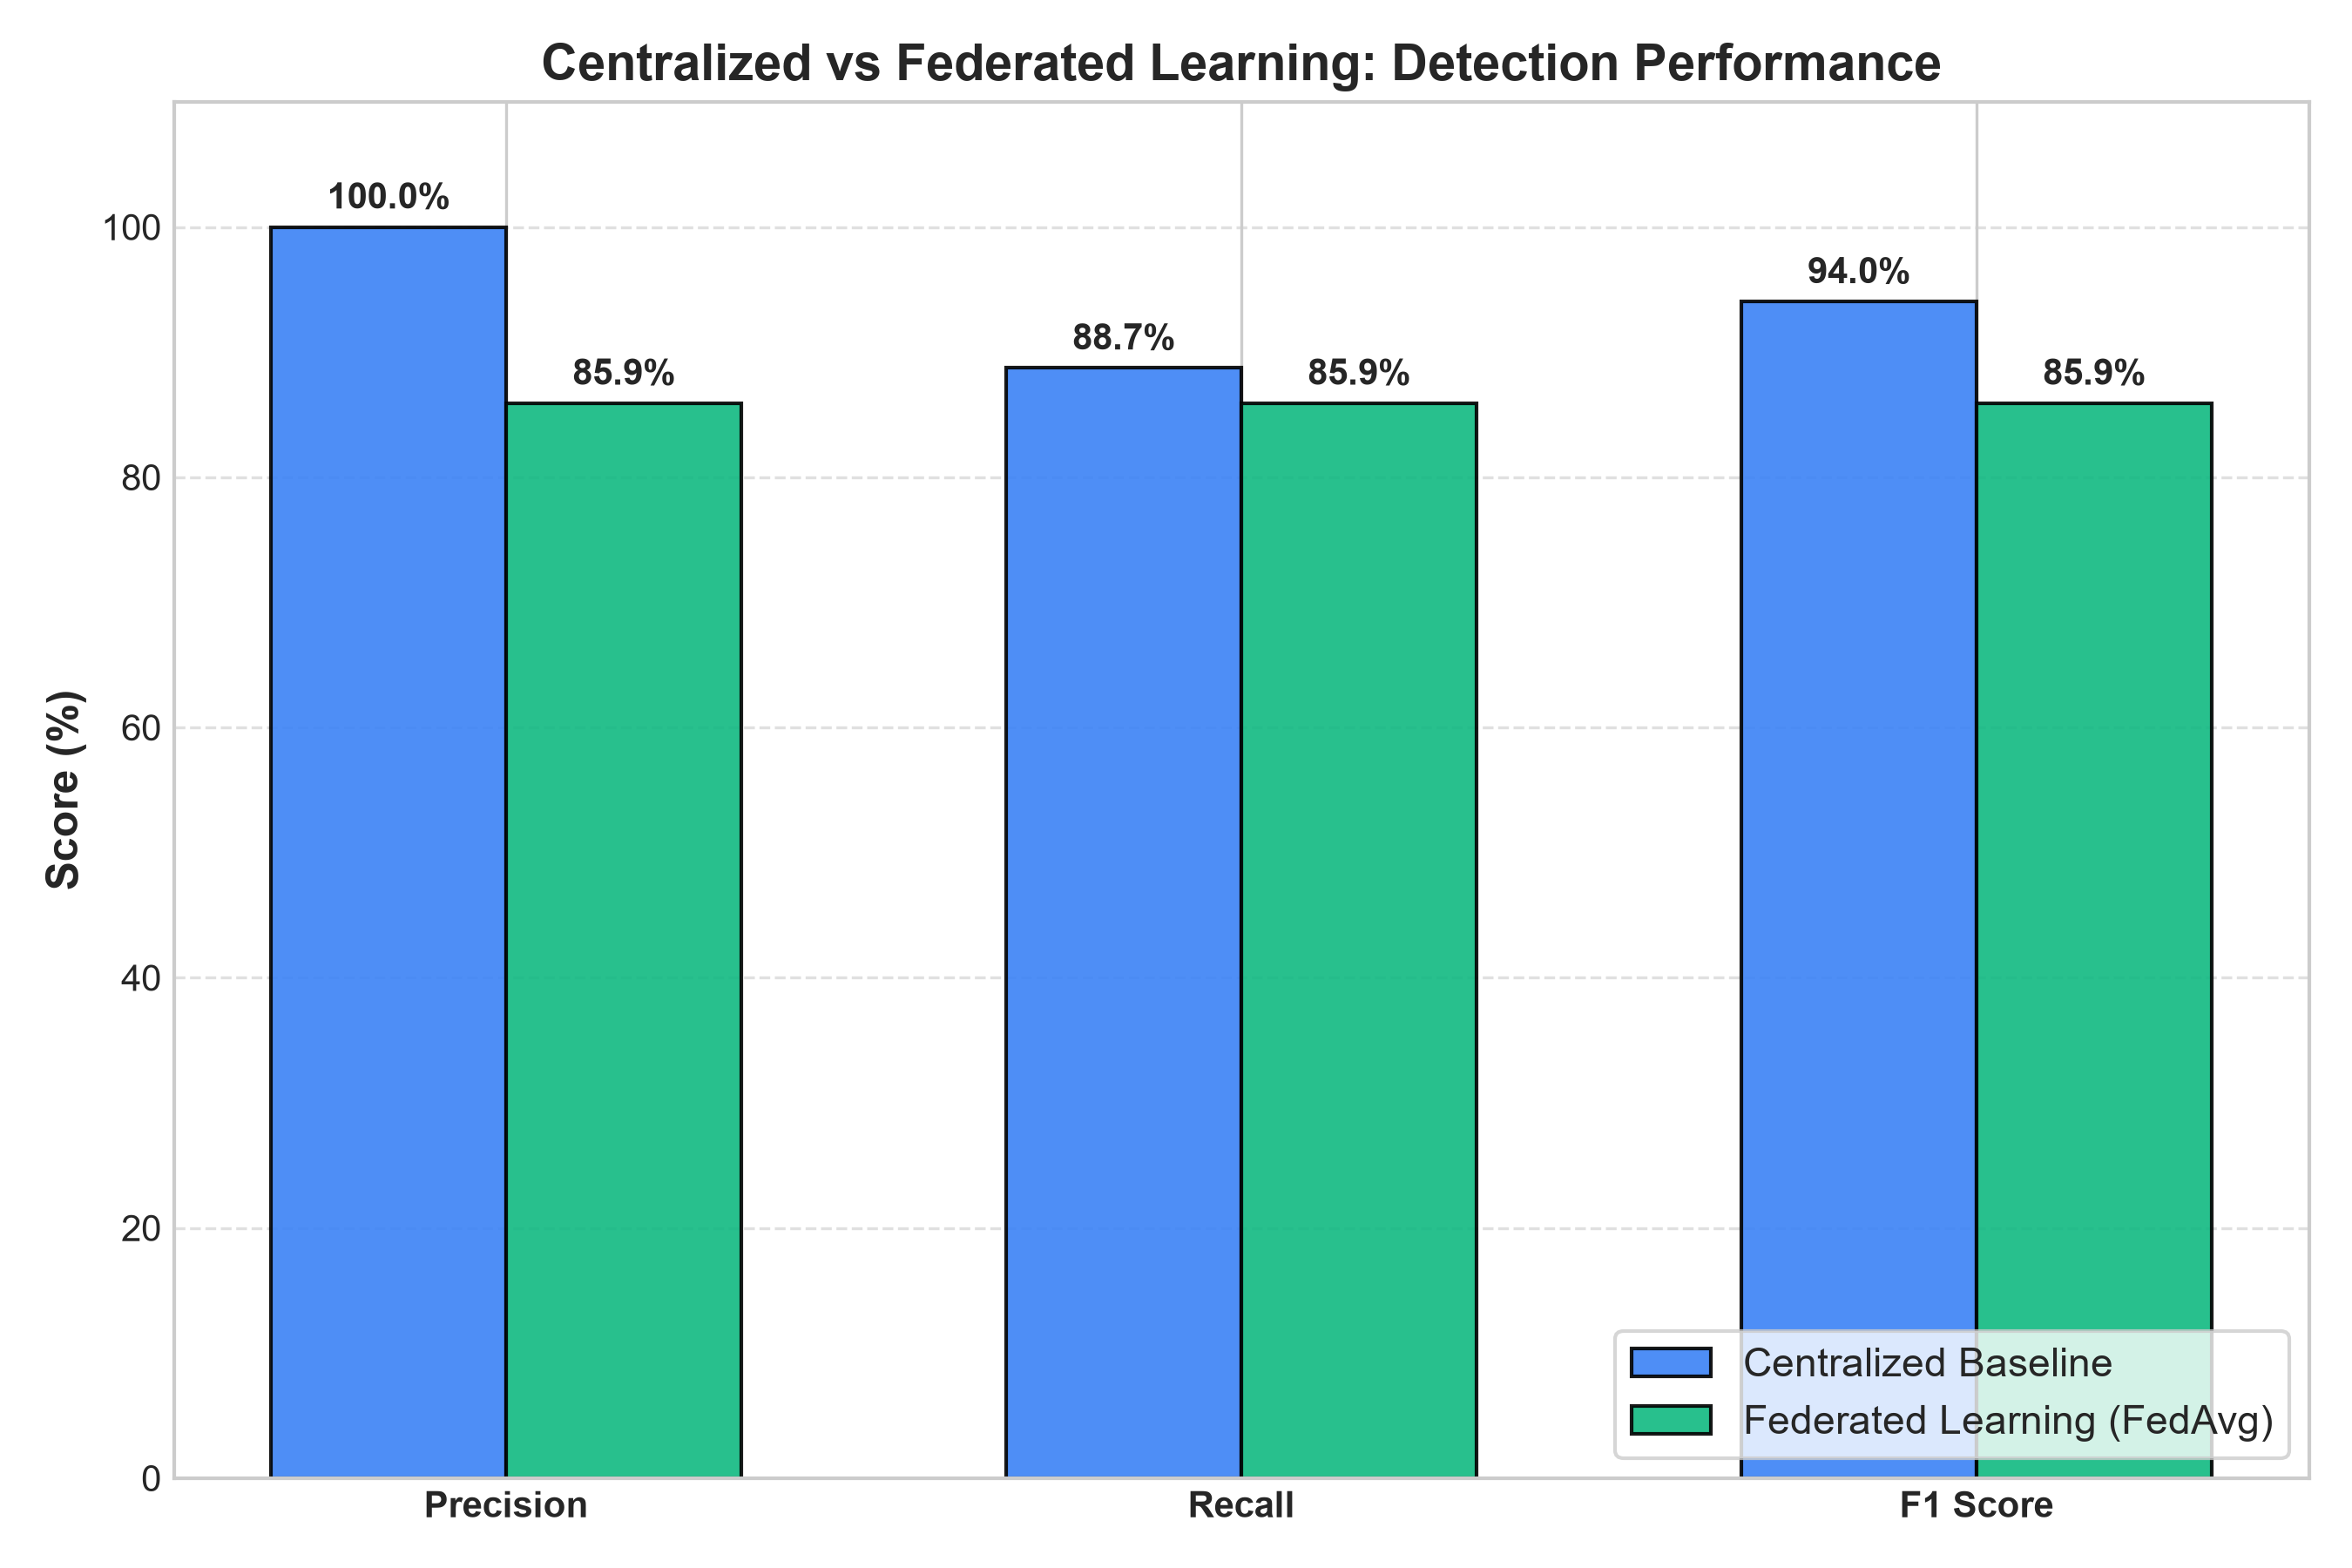 Centralized vs Federated Learning: Detection Performance
Score (%)
100
80
60
40
20
0
100.0%
85.9%
88.7%
85.9%
94.0%
85.9%
Precision
Recall
F1 Score
Centralized Baseline
Federated Learning (FedAvg)